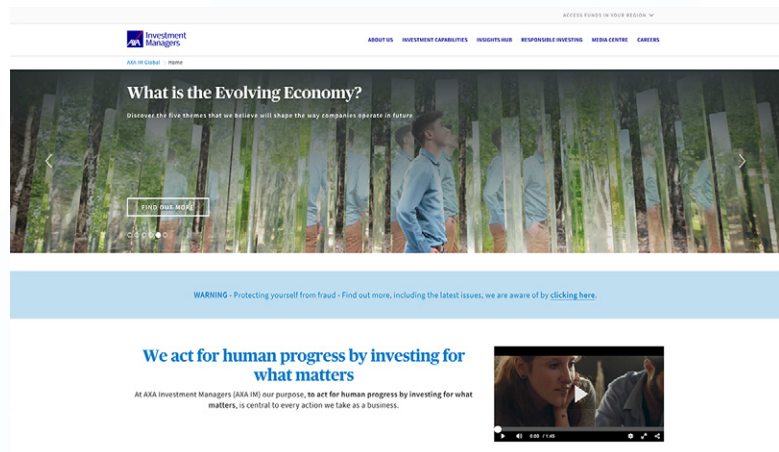 ACCESS FUNDS IN YOUR REGION
AXA Investment
Managers
ABOUT US INVESTMENT CAPABILITIES INSIGHTS HUB RESPONSIBLE INVESTING MEDIA CENTRE CAREERS
AXA IM Global Home
What is the Evolving Economy?
Discover the five themes that we believe will shape the way companies operate in future
FIND OUT MORE
WARNING - Protecting yourself from fraud - Find out more, including the latest issues, we are aware of by clicking here.
We act for human progress by investing for
what matters
At AXA Investment Managers (AXA IM) our purpose, to act for human progress by investing for what
matters, is central to every action we take as a business.
0:00 / 1:45